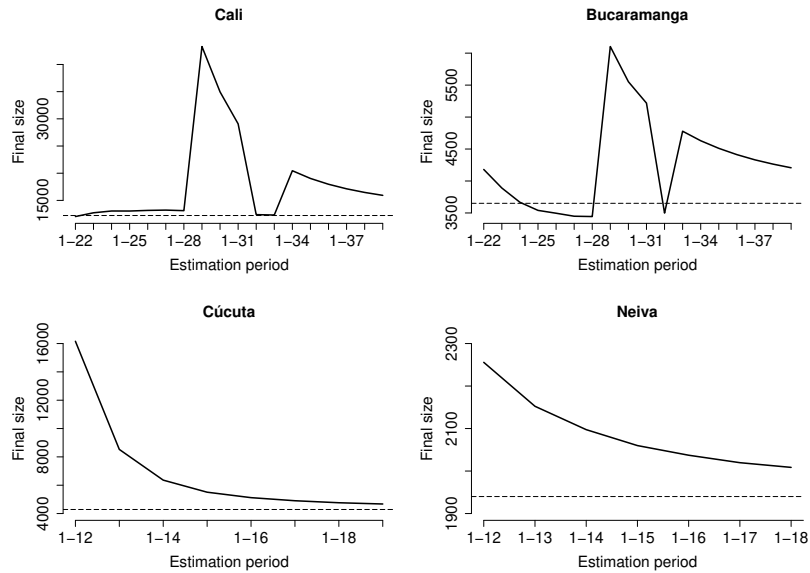 Cali
Final size
15000 30000
1−22 1−25 1−28 1−31 1−34 1−37
Estimation period
Bucaramanga
Final size
3500 4500 5500
1−22 1−25 1−28 1−31 1−34 1−37
Estimation period
Cúcuta
Final size
4000 8000 12000 16000
1−12 1−14 1−16 1−18
Estimation period
Neiva
Final size
1900 2100 2300
1−12 1−13 1−14 1−15 1−16 1−17 1−18
Estimation period